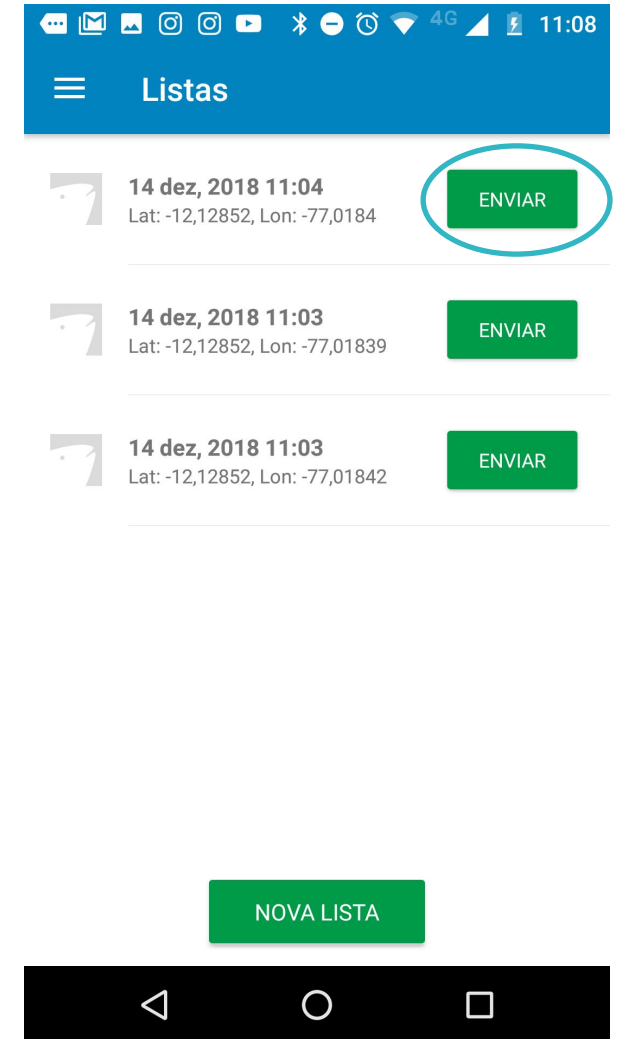 4G 11:08
Listas
14 dez, 2018 11:04
Lat: -12,12852, Lon: -77,0184
ENVIAR
14 dez, 2018 11:03
Lat: -12,12852, Lon: -77,01839
ENVIAR
14 dez, 2018 11:03
Lat: -12,12852, Lon: -77,01842
ENVIAR
NOVA LISTA